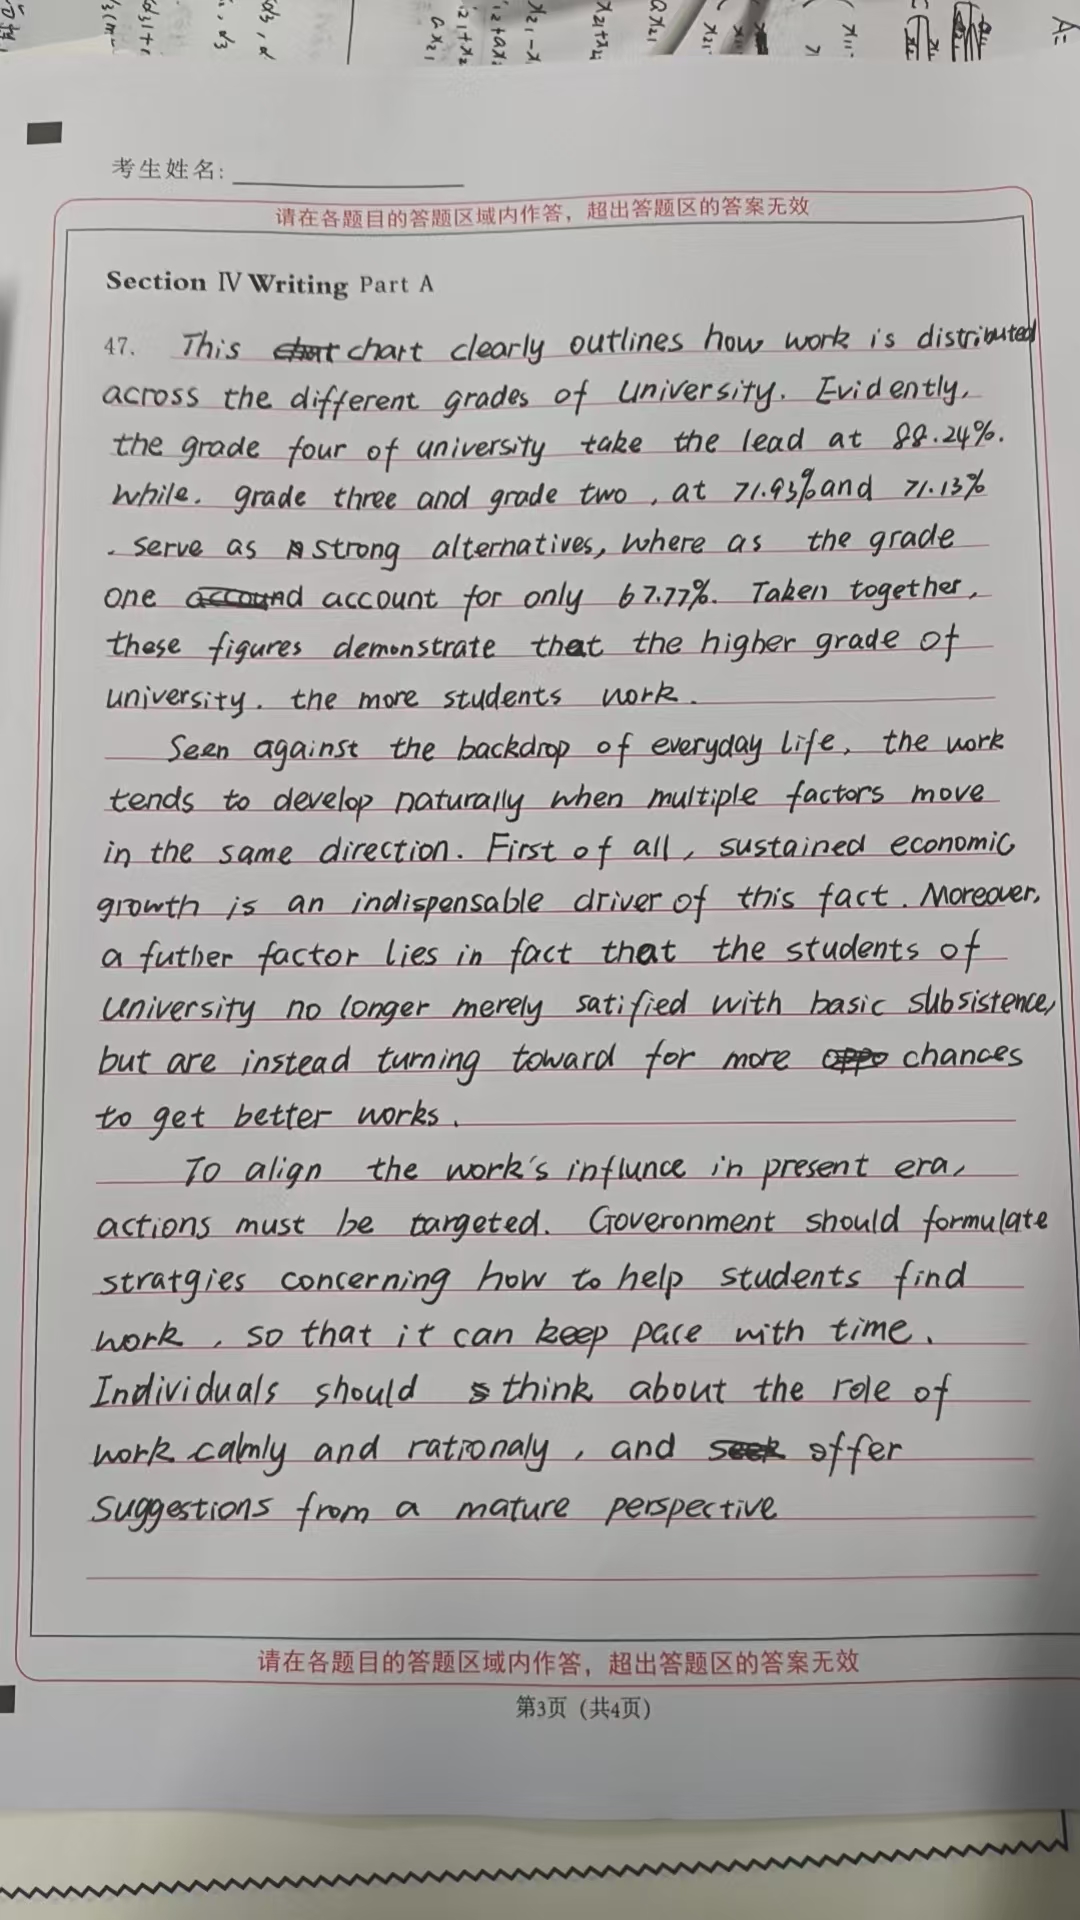 考生姓名:
请在各题目的答题区域内作答，超出答题区的答案无效
Section Ⅳ Writing Part A
47. This chart clearly outlines how work is distributed
across the different grades of university. Evidently,
the grade four of university take the lead at 88.24%.
While, grade three and grade two, at 71.93% and 71.13%
, serve as strong alternatives, where as the grade
one account for only 67.77%. Taken together,
these figures demonstrate that the higher grade of
university, the more students work.
Seen against the backdrop of everyday life, the work
tends to develop naturally when multiple factors move
in the same direction. First of all, sustained economic
growth is an indispensable driver of this fact. Moreover,
a futher factor lies in fact that the students of
university no longer merely satified with basic subsistence,
but are instead turning toward for more chances
to get better works.
To align the work's influnce in present era,
actions must be targeted. Goveronment should formulate
stratgies concerning how to help students find
work, so that it can keep pace with time.
Individuals should think about the role of
work calmly and rationaly, and offer
suggestions from a mature perspective
请在各题目的答题区域内作答，超出答题区的答案无效
第3页（共4页）